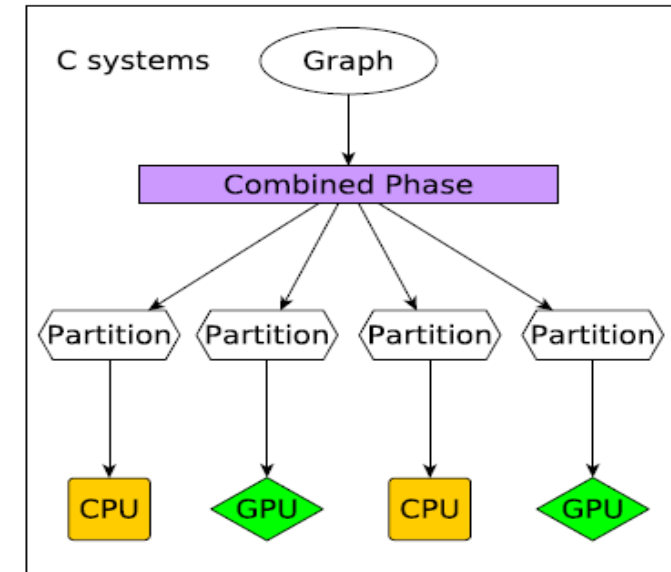 C systems
Graph
Combined Phase
Partition
Partition
Partition
Partition
CPU
GPU
CPU
GPU